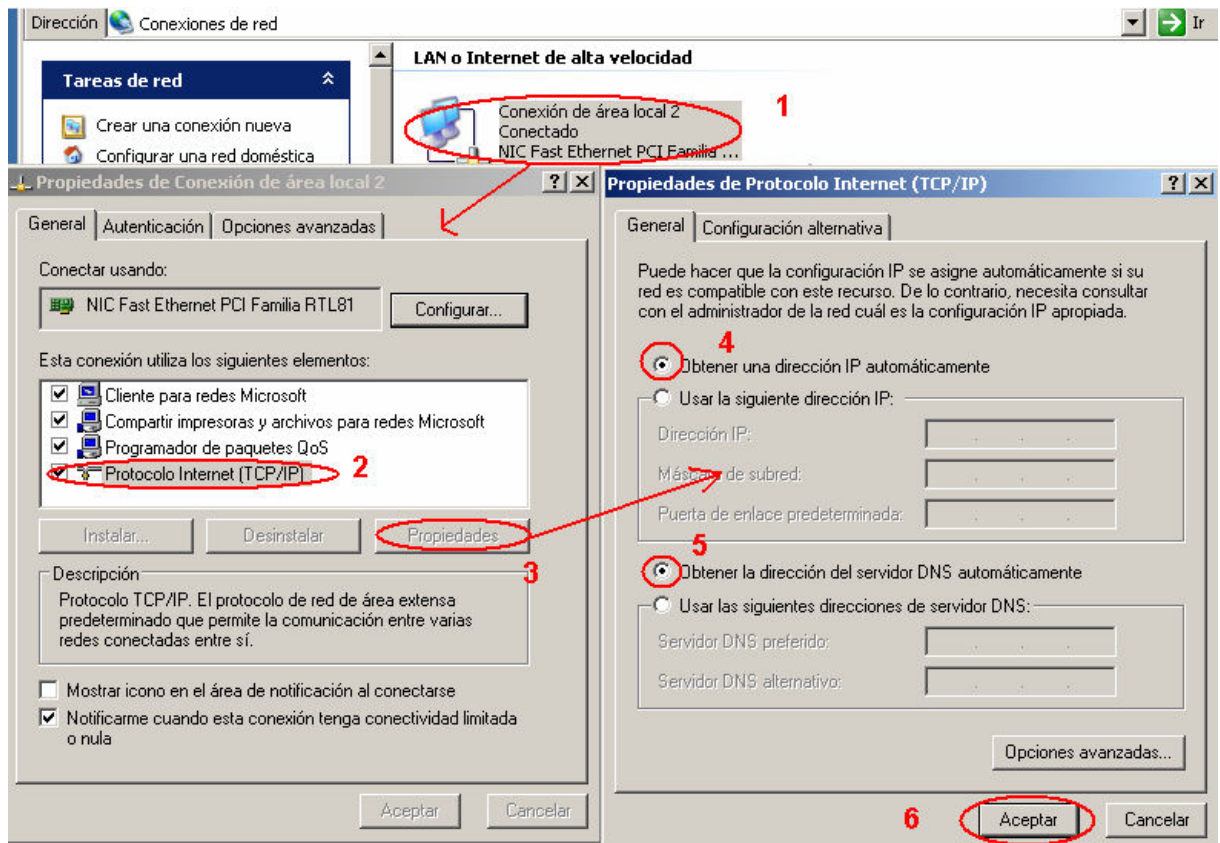 Dirección Conexiones de red Ir
Tareas de red
Crear una conexión nueva
Configurar una red doméstica
LAN o Internet de alta velocidad
Conexión de área local 2
Conectado
NIC Fast Ethernet PCI Familia ...
1
Propiedades de Conexión de área local 2
General Autenticación Opciones avanzadas
Conectar usando:
NIC Fast Ethernet PCI Familia RTL81 Configurar...
Esta conexión utiliza los siguientes elementos:
Cliente para redes Microsoft
Compartir impresoras y archivos para redes Microsoft
Programador de paquetes QoS
Protocolo Internet (TCP/IP) 2
Instalar... Desinstalar Propiedades
3
Descripción
Protocolo TCP/IP. El protocolo de red de área extensa
predeterminado que permite la comunicación entre varias
redes conectadas entre sí.
Mostrar icono en el área de notificación al conectarse
Notificarme cuando esta conexión tenga conectividad limitada
o nula
Aceptar Cancelar
Propiedades de Protocolo Internet (TCP/IP)
General Configuración alternativa
Puede hacer que la configuración IP se asigne automáticamente si su
red es compatible con este recurso. De lo contrario, necesita consultar
con el administrador de la red cuál es la configuración IP apropiada.
4
Obtener una dirección IP automáticamente
Usar la siguiente dirección IP:
Dirección IP:
Máscara de subred:
Puerta de enlace predeterminada:
5
Obtener la dirección del servidor DNS automáticamente
Usar las siguientes direcciones de servidor DNS:
Servidor DNS preferido:
Servidor DNS alternativo:
Opciones avanzadas...
6 Aceptar Cancelar